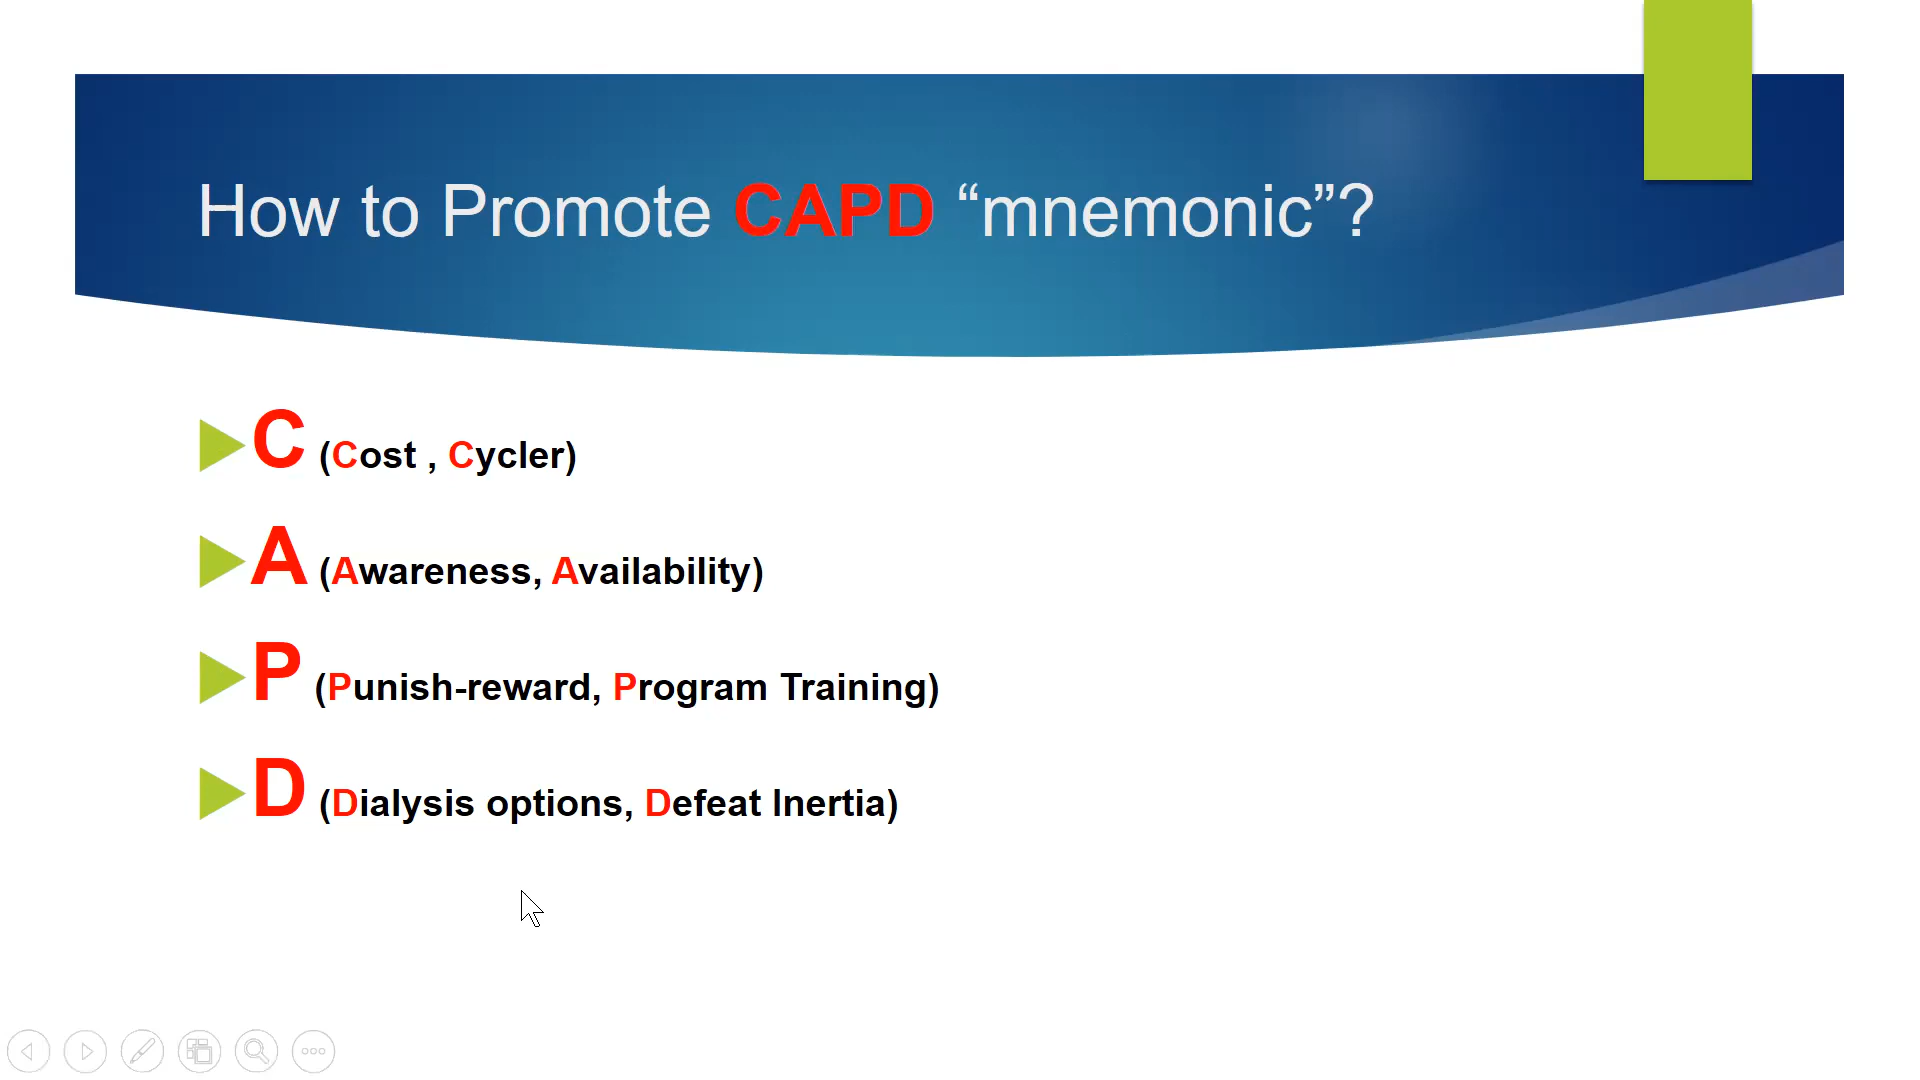 How to Promote CAPD “mnemonic”?
C (Cost , Cycler)
A (Awareness, Availability)
P (Punish-reward, Program Training)
D (Dialysis options, Defeat Inertia)